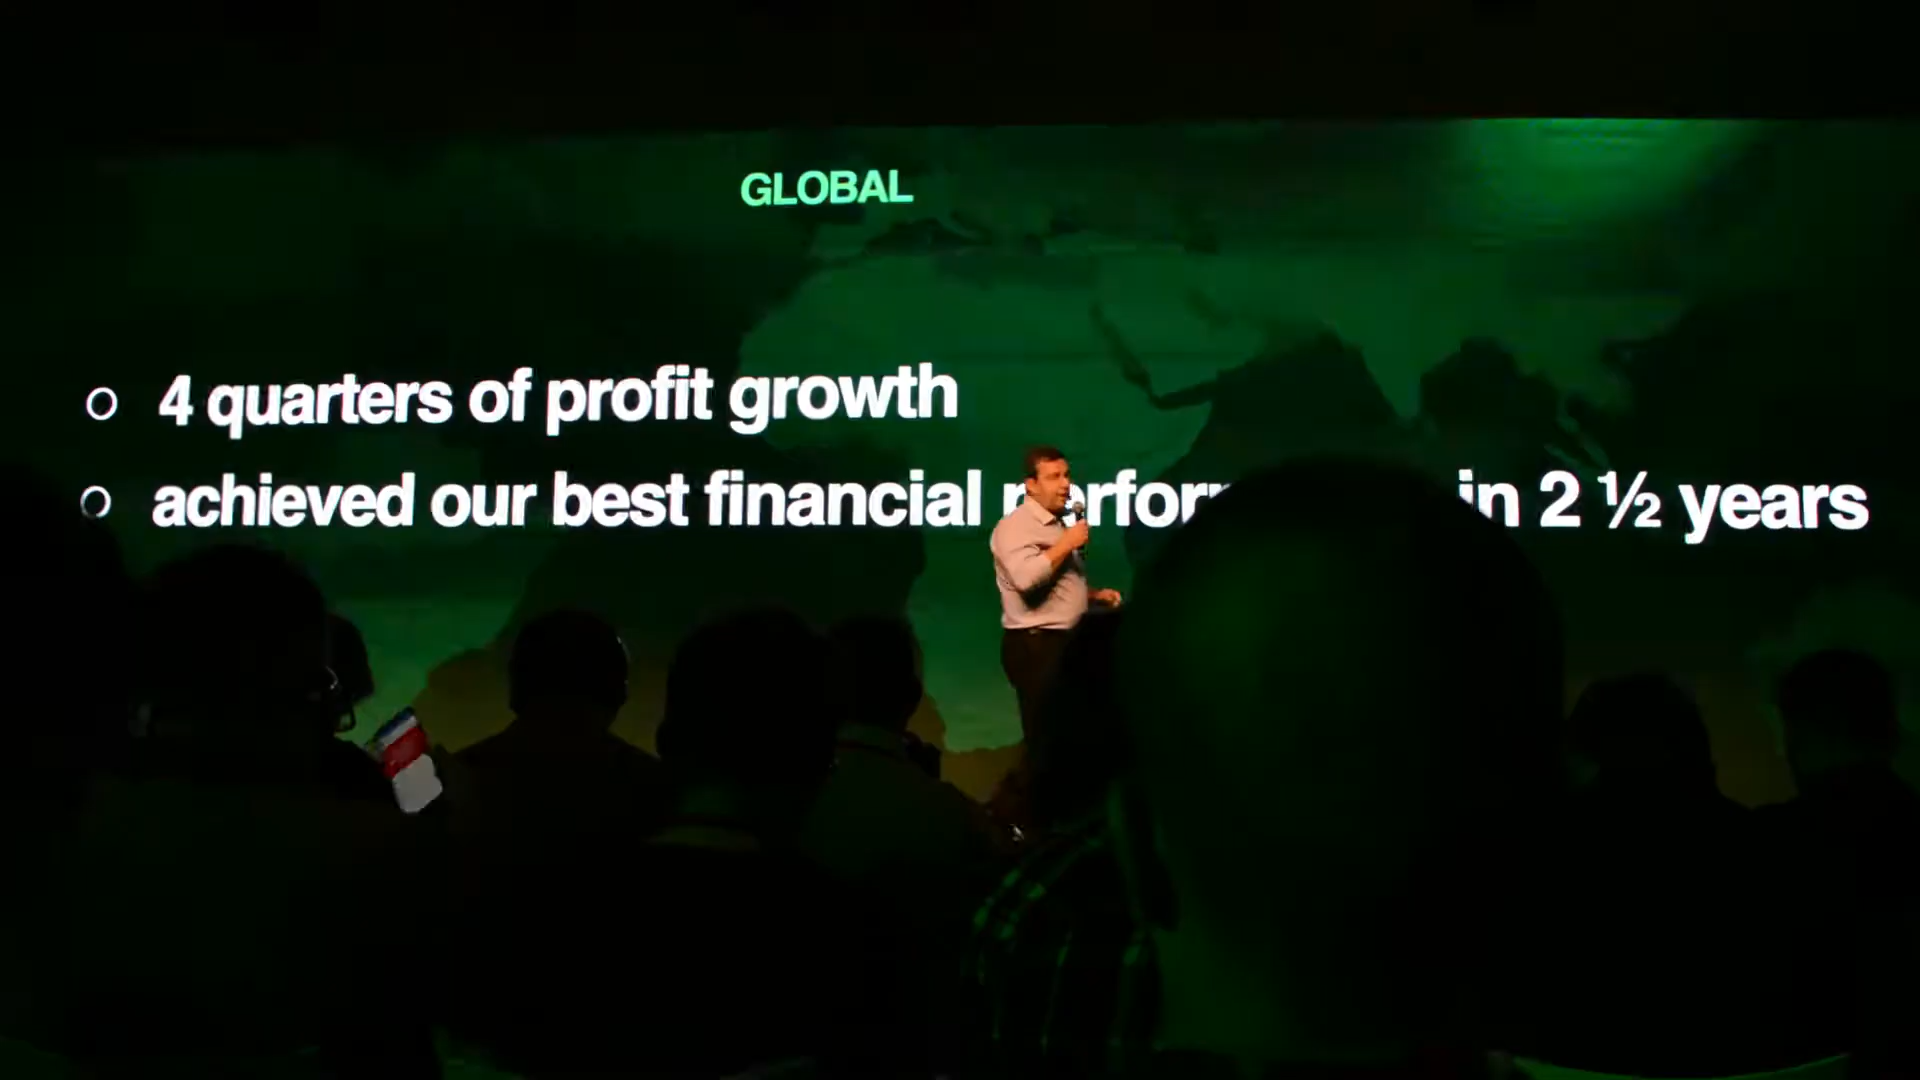 GLOBAL
4 quarters of profit growth
achieved our best financial in 2 ½ years